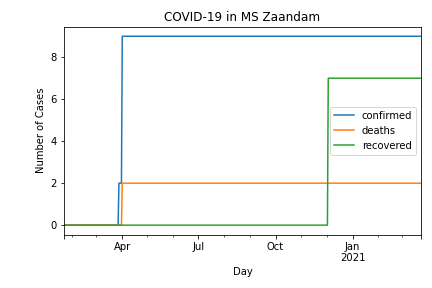 COVID-19 in MS Zaandam
Number of Cases
8
6
4
2
0
confirmed
deaths
recovered
Apr
Jul
Oct
Jan
2021
Day